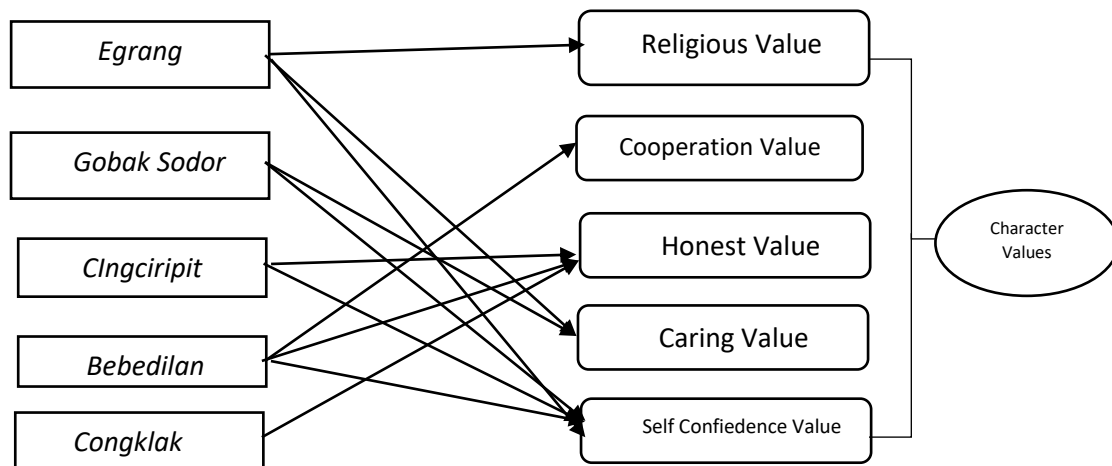 Egrang
Religious Value
Gobak Sodor
Cooperation Value
CIngciripit
Honest Value
Character
Values
Bebedilan
Caring Value
Congklak
Self Confiedence Value